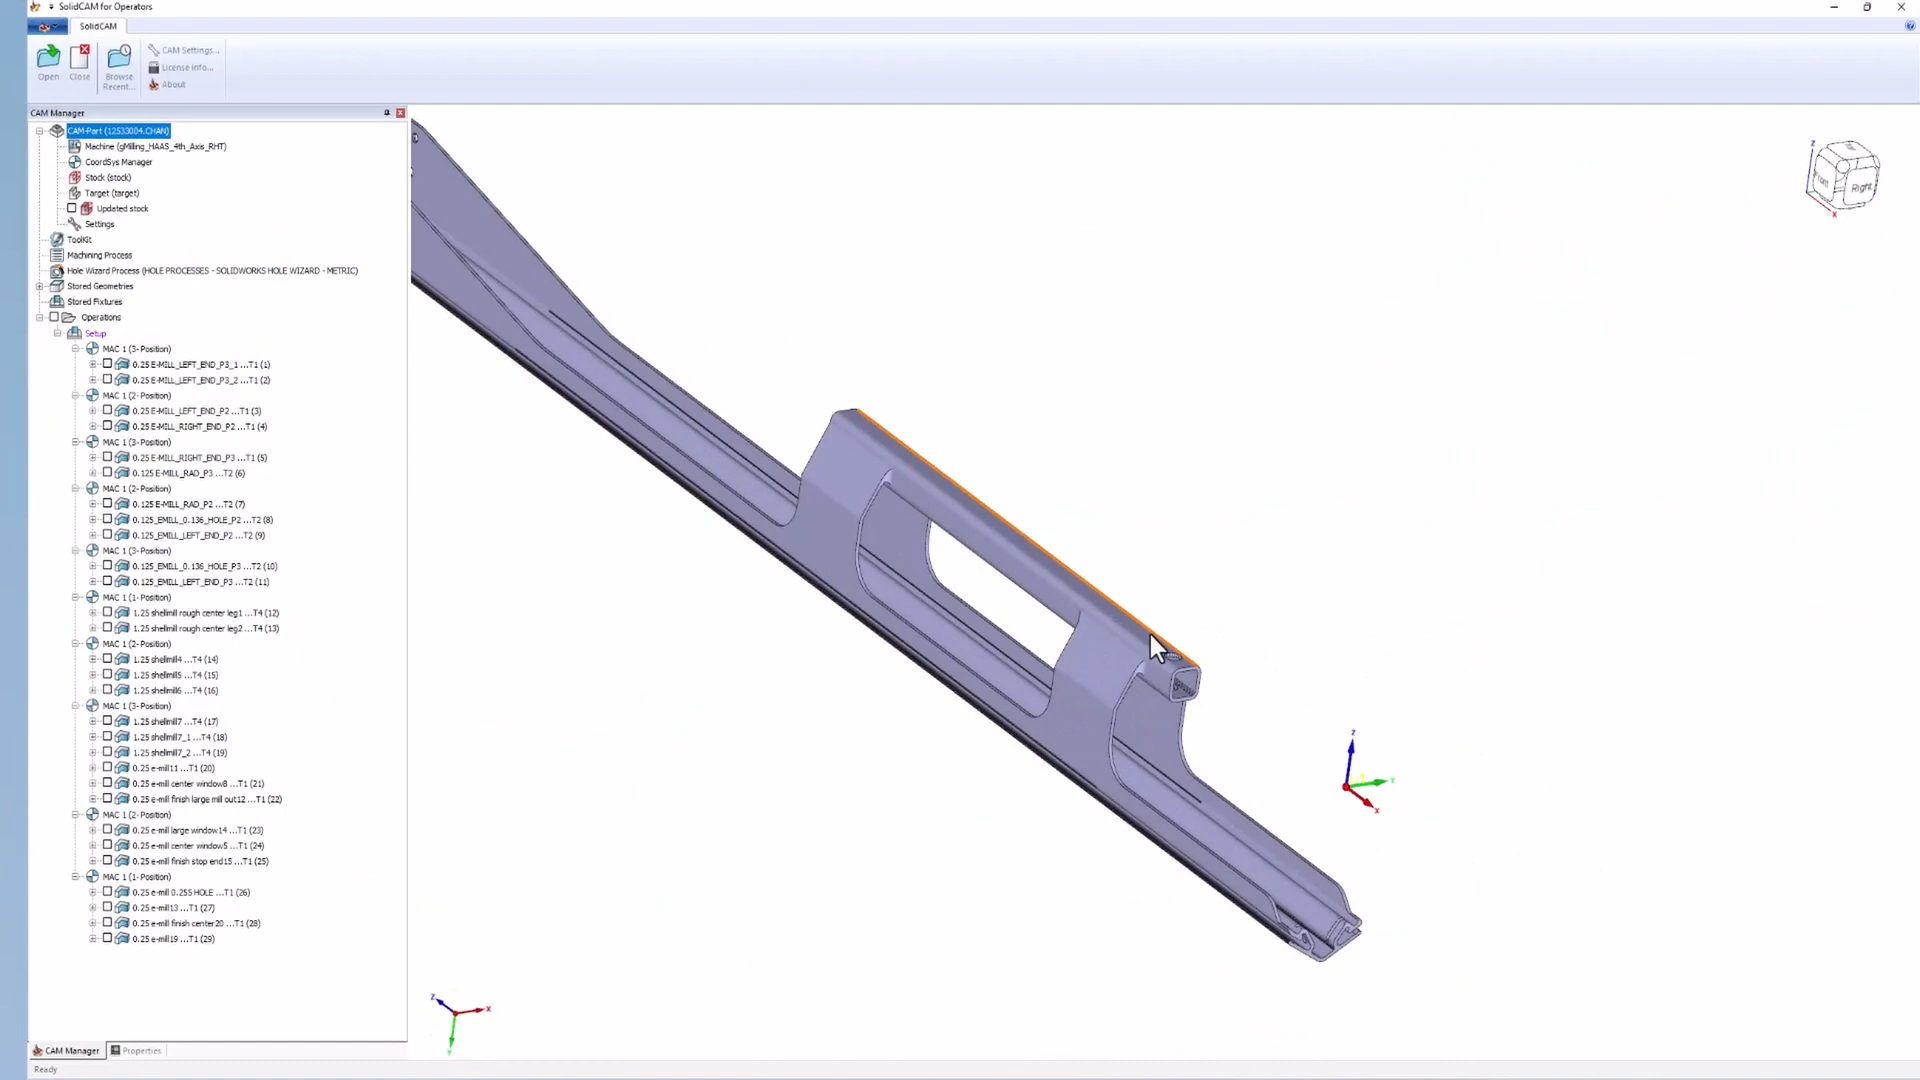 SolidCAM for Operators
SolidCAM
Open
Close
Browse
Recent...
CAM Settings...
License info...
About
CAM Manager
CAM-Part (12533004.CHAN)
Machine (gMilling_HAAS_4th_Axis_RHT)
CoordSys Manager
Stock (stock)
Target (target)
Updated stock
Settings
ToolKit
Machining Process
Hole Wizard Process (HOLE PROCESSES - SOLIDWORKS HOLE WIZARD - METRIC)
Stored Geometries
Stored Fixtures
Operations
Setup
MAC 1 (3- Position)
0.25 E-MILL_LEFT_END_P3_1 ...T1 (1)
0.25 E-MILL_LEFT_END_P3_2 ...T1 (2)
MAC 1 (2- Position)
0.25 E-MILL_LEFT_END_P2 ...T1 (3)
0.25 E-MILL_RIGHT_END_P2 ...T1 (4)
MAC 1 (3- Position)
0.25 E-MILL_RIGHT_END_P3 ...T1 (5)
0.125 E-MILL_RAD_P3 ...T2 (6)
MAC 1 (2- Position)
0.125 E-MILL_RAD_P2 ...T2 (7)
0.125_EMILL_0.136_HOLE_P2 ...T2 (8)
0.125_EMILL_LEFT_END_P2 ...T2 (9)
MAC 1 (3- Position)
0.125_EMILL_0.136_HOLE_P3 ...T2 (10)
0.125_EMILL_LEFT_END_P3 ...T2 (11)
MAC 1 (1- Position)
1.25 shellmill rough center leg1 ...T4 (12)
1.25 shellmill rough center leg2 ...T4 (13)
MAC 1 (2- Position)
1.25 shellmill4 ...T4 (14)
1.25 shellmill5 ...T4 (15)
1.25 shellmill6 ...T4 (16)
MAC 1 (3- Position)
1.25 shellmill7 ...T4 (17)
1.25 shellmill7_1 ...T4 (18)
1.25 shellmill7_2 ...T4 (19)
0.25 e-mill11 ...T1 (20)
0.25 e-mill center window8 ...T1 (21)
0.25 e-mill finish large mill out12 ...T1 (22)
MAC 1 (2- Position)
0.25 e-mill large window14 ...T1 (23)
0.25 e-mill center window5 ...T1 (24)
0.25 e-mill finish stop end15 ...T1 (25)
MAC 1 (1- Position)
0.25 e-mill 0.255 HOLE ...T1 (26)
0.25 e-mill13 ...T1 (27)
0.25 e-mill finish center20 ...T1 (28)
0.25 e-mill19 ...T1 (29)
CAM Manager
Properties
Ready
Z
Front
Right
X
Z
Y
X
Z
X
Y